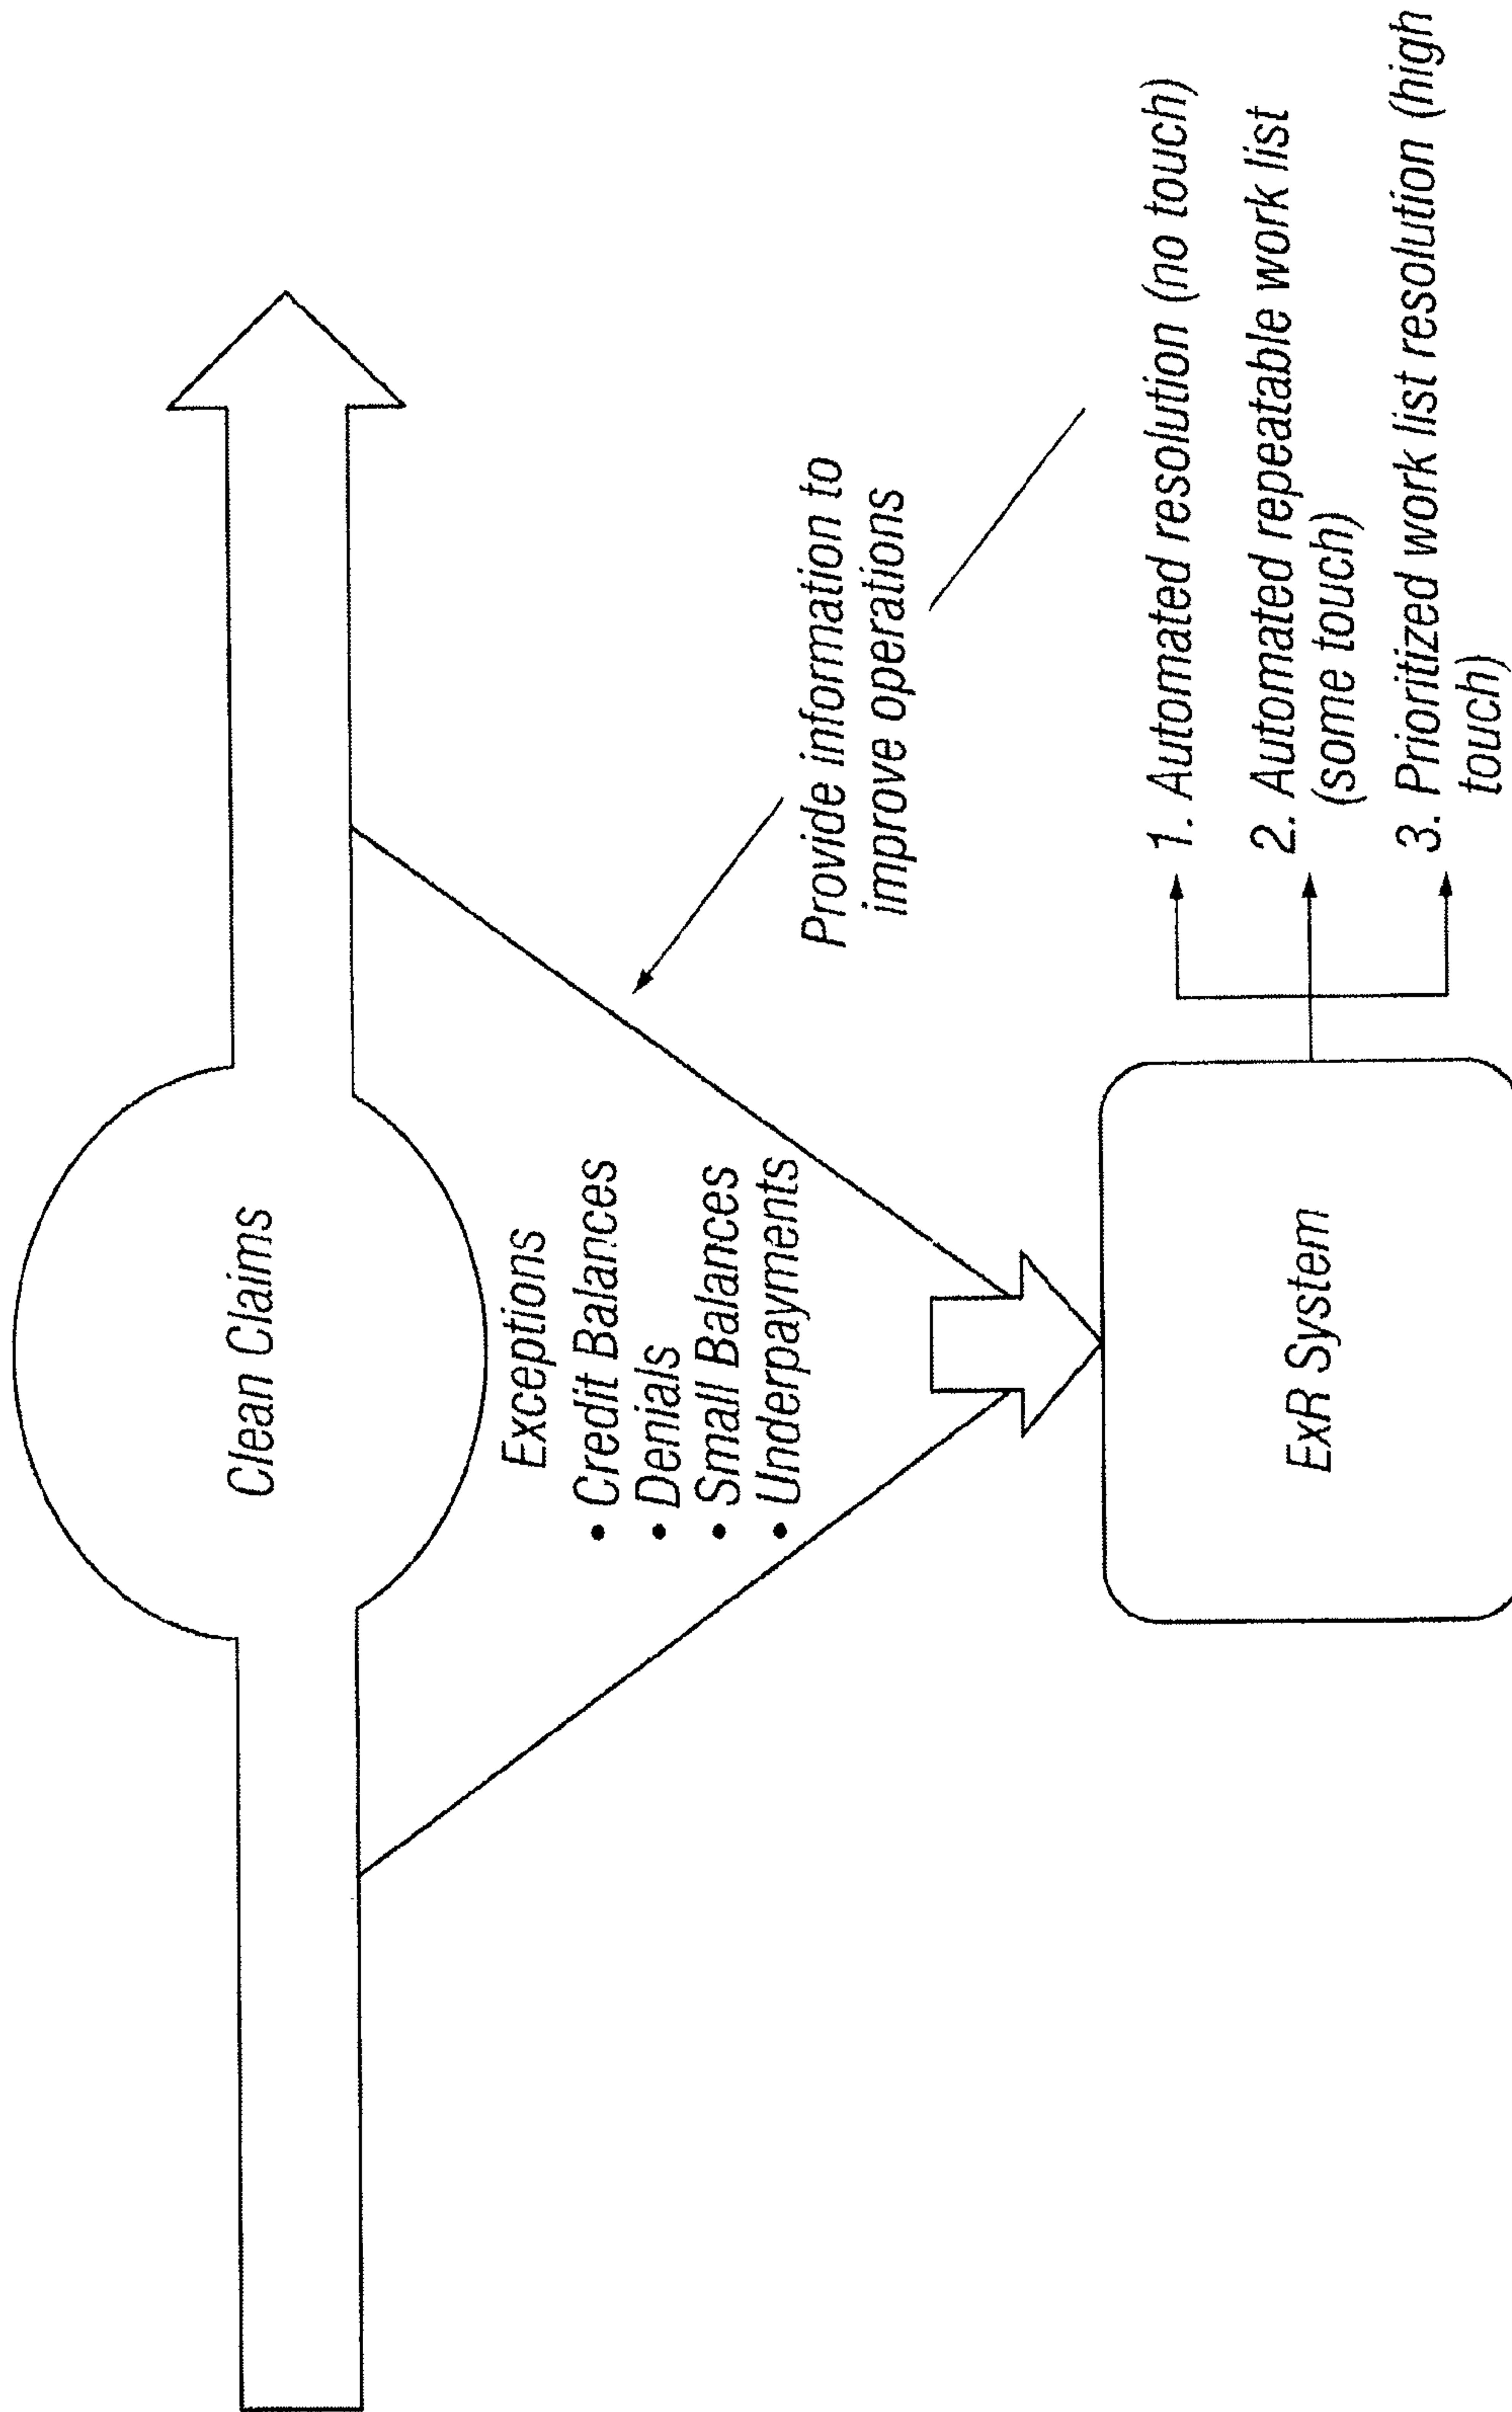 Clean Claims
Exceptions
• Credit Balances
• Denials
• Small Balances
• Underpayments
Provide information to
improve operations
ExR System
1. Automated resolution (no touch)
2. Automated repeatable work list
(some touch)
3. Prioritized work list resolution (high
touch)